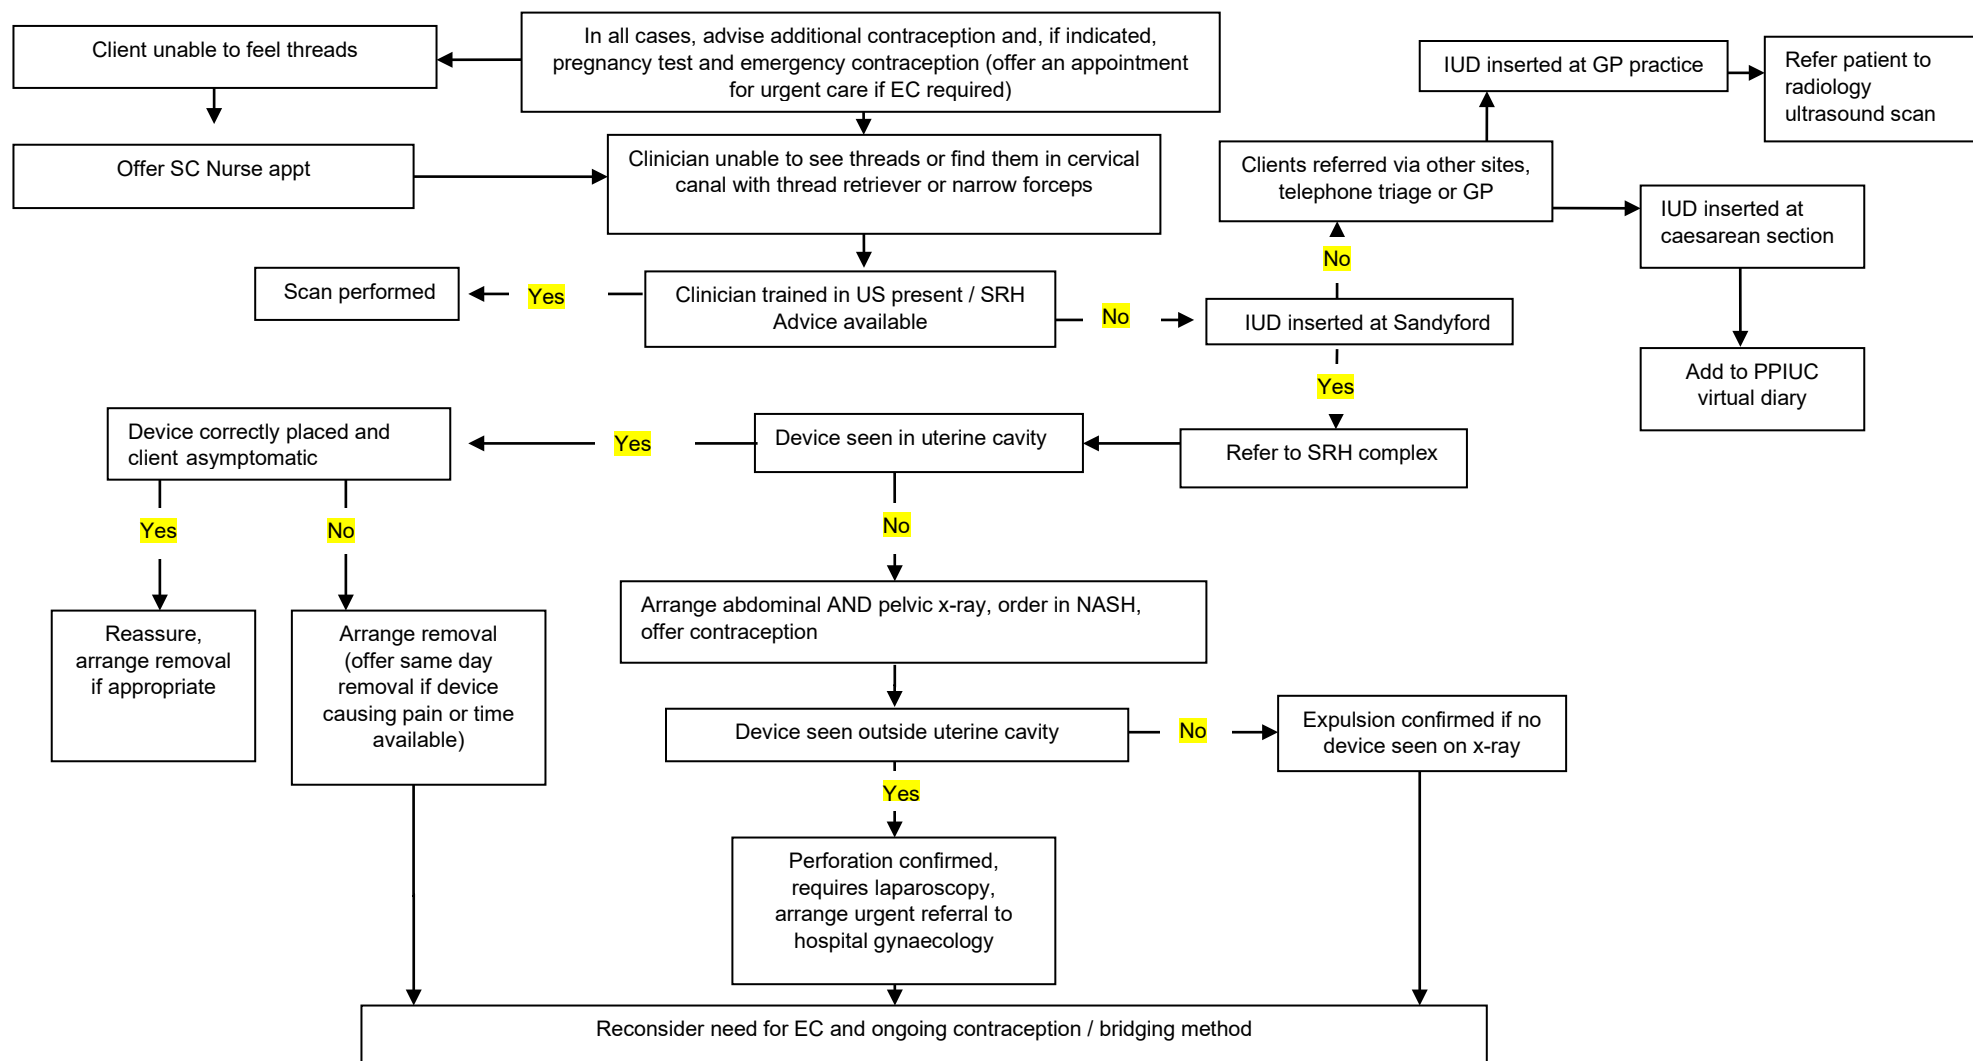 Client unable to feel threads
In all cases, advise additional contraception and, if indicated,
pregnancy test and emergency contraception (offer an appointment
for urgent care if EC required)
IUD inserted at GP practice
Refer patient to
radiology
ultrasound scan
Offer SC Nurse appt
Clinician unable to see threads or find them in cervical
canal with thread retriever or narrow forceps
Clients referred via other sites,
telephone triage or GP
IUD inserted at
caesarean section
No
Scan performed
Yes
Clinician trained in US present / SRH
Advice available
No
IUD inserted at Sandyford
Yes
Add to PPIUC
virtual diary
Device correctly placed and
client asymptomatic
Yes
Device seen in uterine cavity
Refer to SRH complex
Yes
No
No
Reassure,
arrange removal
if appropriate
Arrange removal
(offer same day
removal if device
causing pain or time
available)
Arrange abdominal AND pelvic x-ray, order in NASH,
offer contraception
Device seen outside uterine cavity
No
Expulsion confirmed if no
device seen on x-ray
Yes
Perforation confirmed,
requires laparoscopy,
arrange urgent referral to
hospital gynaecology
Reconsider need for EC and ongoing contraception / bridging method